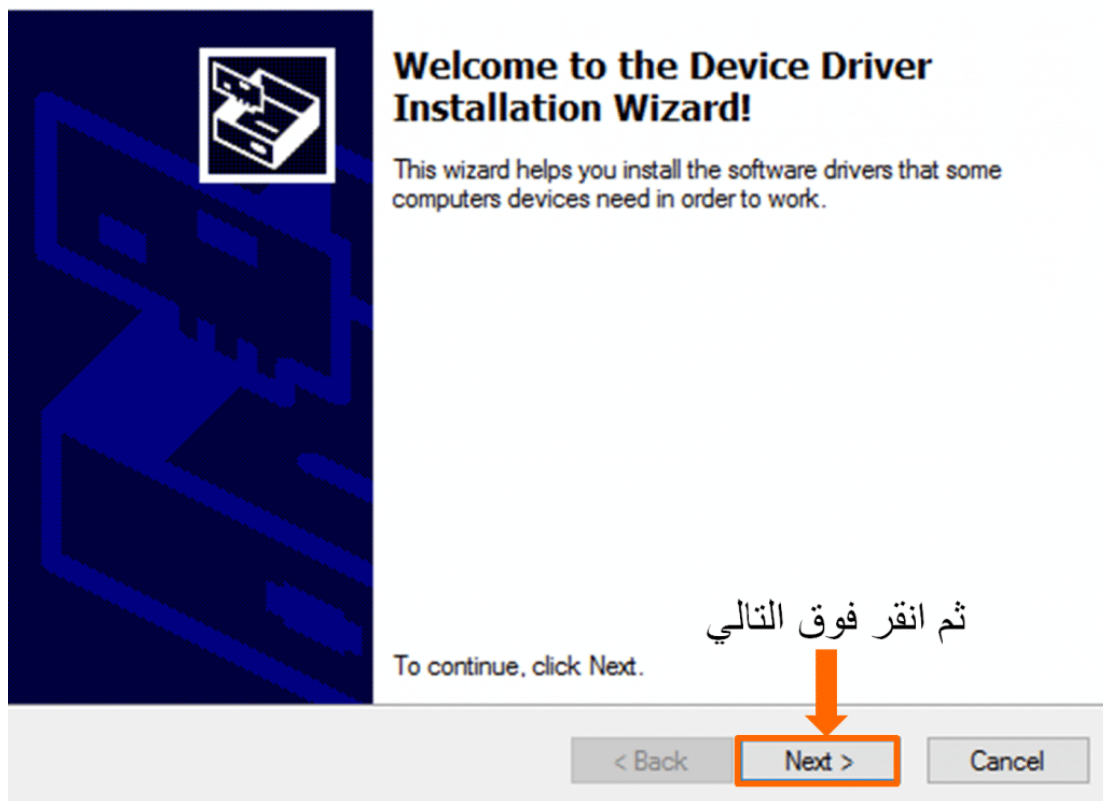 Welcome to the Device Driver
Installation Wizard!
This wizard helps you install the software drivers that some
computers devices need in order to work.
ثم انقر فوق التالي
To continue, click Next.
< Back
Next >
Cancel